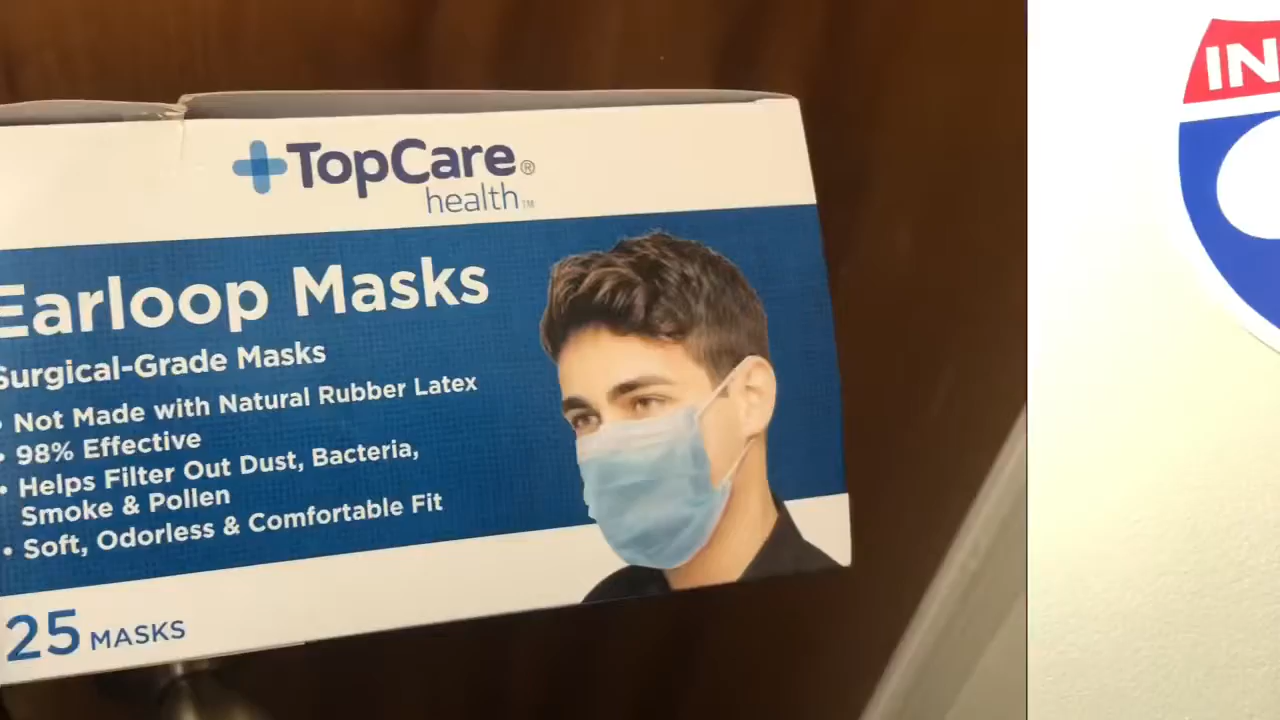 TopCare®
health™
Earloop Masks
Surgical-Grade Masks
• Not Made with Natural Rubber Latex
• 98% Effective
• Helps Filter Out Dust, Bacteria,
Smoke & Pollen
• Soft, Odorless & Comfortable Fit
25 MASKS
IN